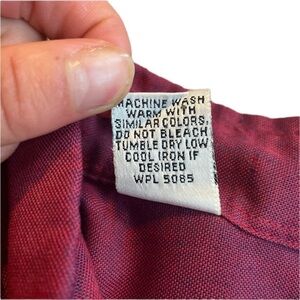 MACHINE WASH
WARM WITH
SIMILAR COLORS.
DO NOT BLEACH
TUMBLE DRY LOW
COOL IRON IF
DESIRED
WPL 5085